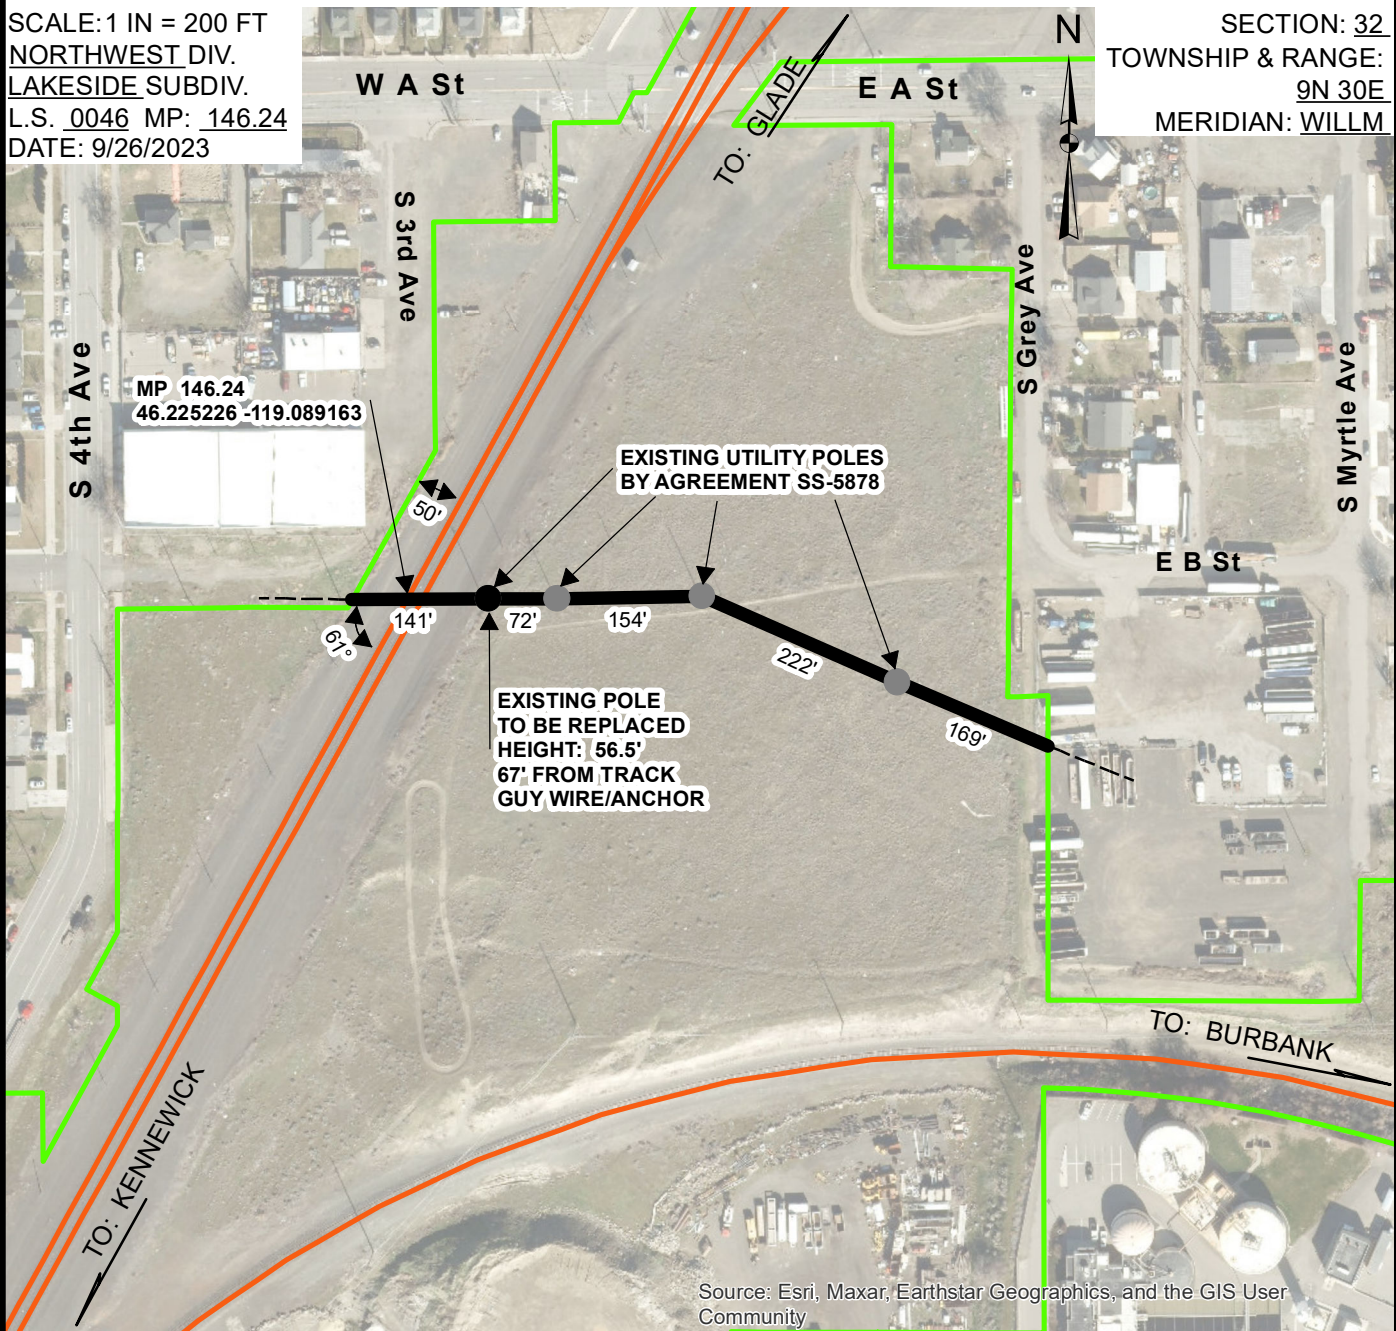 SCALE:1 IN = 200 FT
NORTHWEST DIV.
LAKESIDE SUBDIV.
L.S. 0046 MP: 146.24
DATE: 9/26/2023
SECTION: 32
TOWNSHIP & RANGE:
9N 30E
MERIDIAN: WILLM
N
W A St
E A St
TO: GLADE
S 3rd Ave
S 4th Ave
S Grey Ave
S Myrtle Ave
MP 146.24
46.225226 -119.089163
EXISTING UTILITY POLES
BY AGREEMENT SS-5878
50'
E B St
61°
141'
72'
154'
222'
169'
EXISTING POLE
TO BE REPLACED
HEIGHT: 56.5'
67' FROM TRACK
GUY WIRE/ANCHOR
TO: BURBANK
TO: KENNEWICK
Source: Esri, Maxar, Earthstar Geographics, and the GIS User
Community